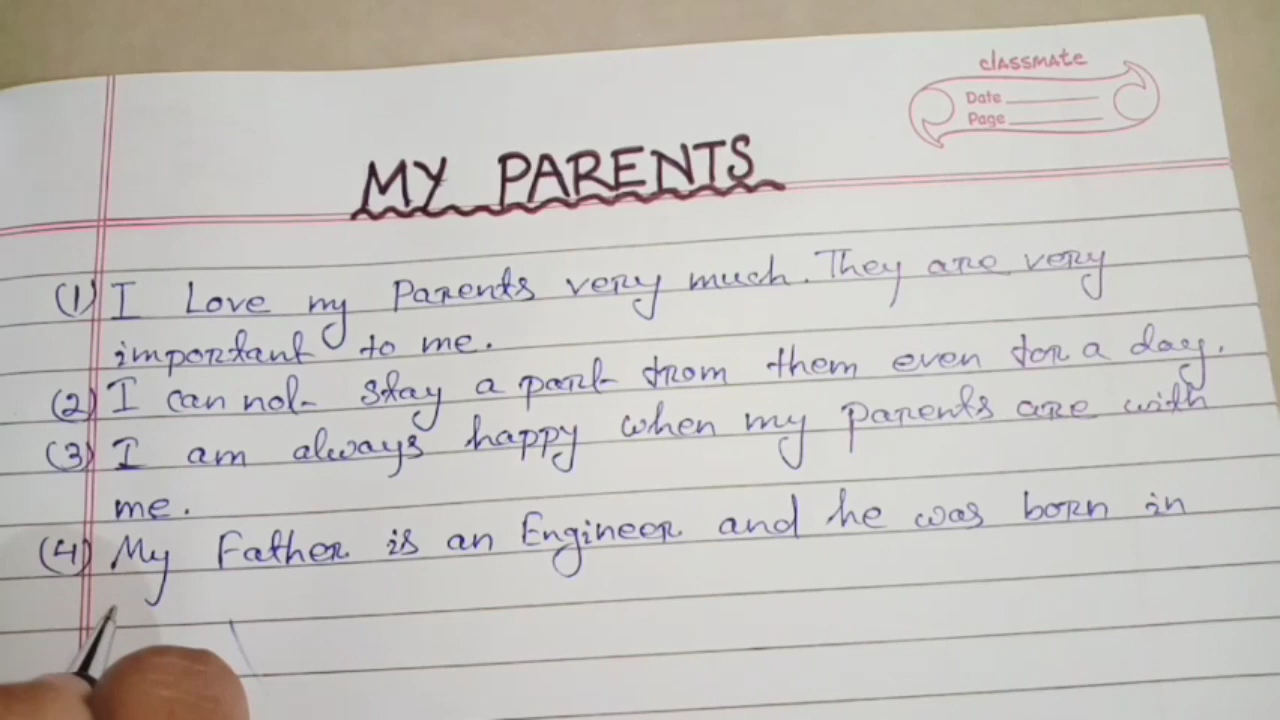 classmate
Date
Page
MY PARENTS
(1) I Love my Parents very much. They are very
important to me.
(2) I can not stay a part from them even for a day.
(3) I am always happy when my parents are with
me.
(4) My Father is an Engineer and he was born in